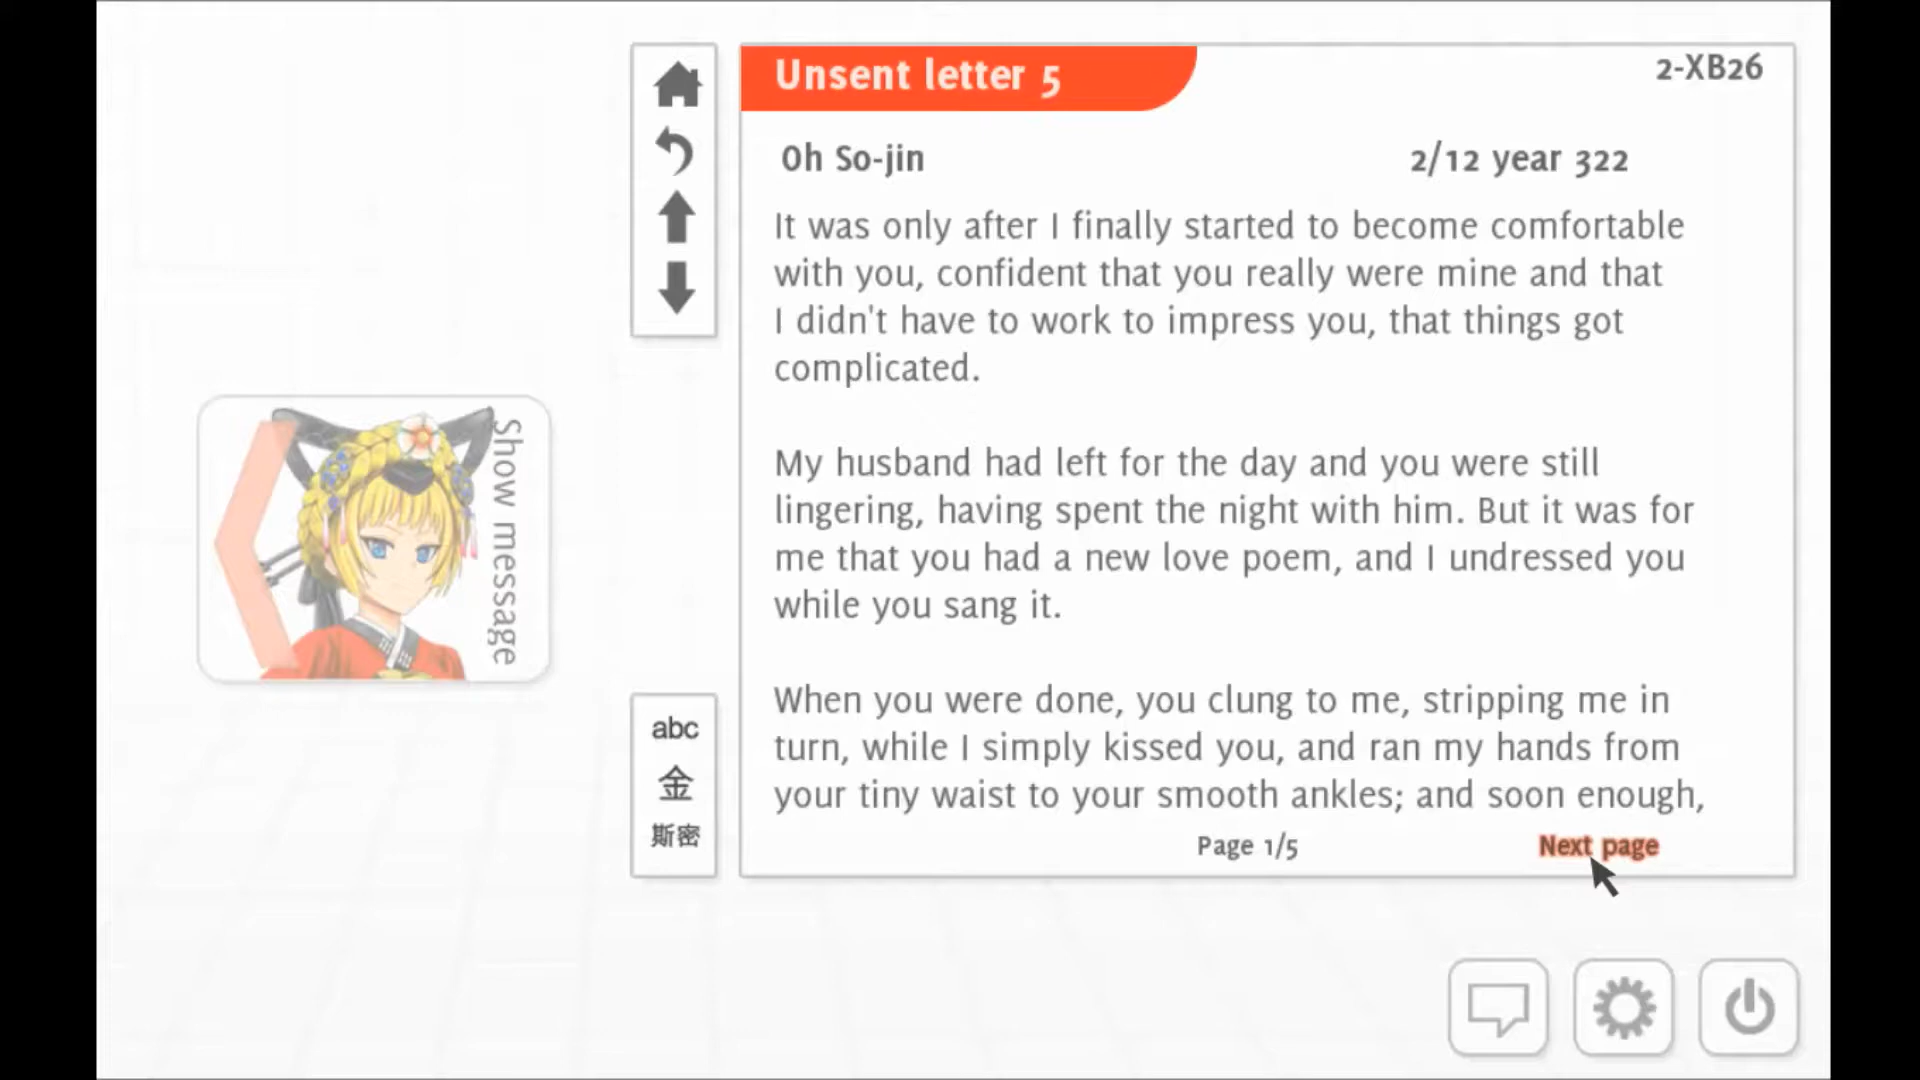 Unsent letter 5
2-XB26
Oh So-jin
2/12 year 322
It was only after I finally started to become comfortable
with you, confident that you really were mine and that
I didn't have to work to impress you, that things got
complicated.
My husband had left for the day and you were still
lingering, having spent the night with him. But it was for
me that you had a new love poem, and I undressed you
while you sang it.
When you were done, you clung to me, stripping me in
turn, while I simply kissed you, and ran my hands from
your tiny waist to your smooth ankles; and soon enough,
Page 1/5
Next page
Show message
abc
金
斯密